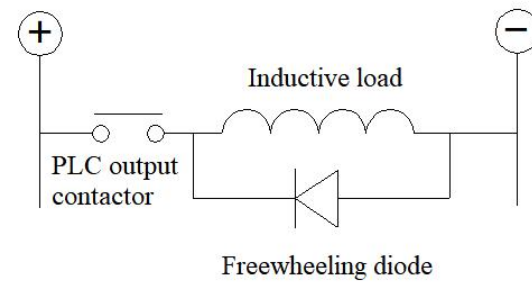 +
−
Inductive load
PLC output
contactor
Freewheeling diode